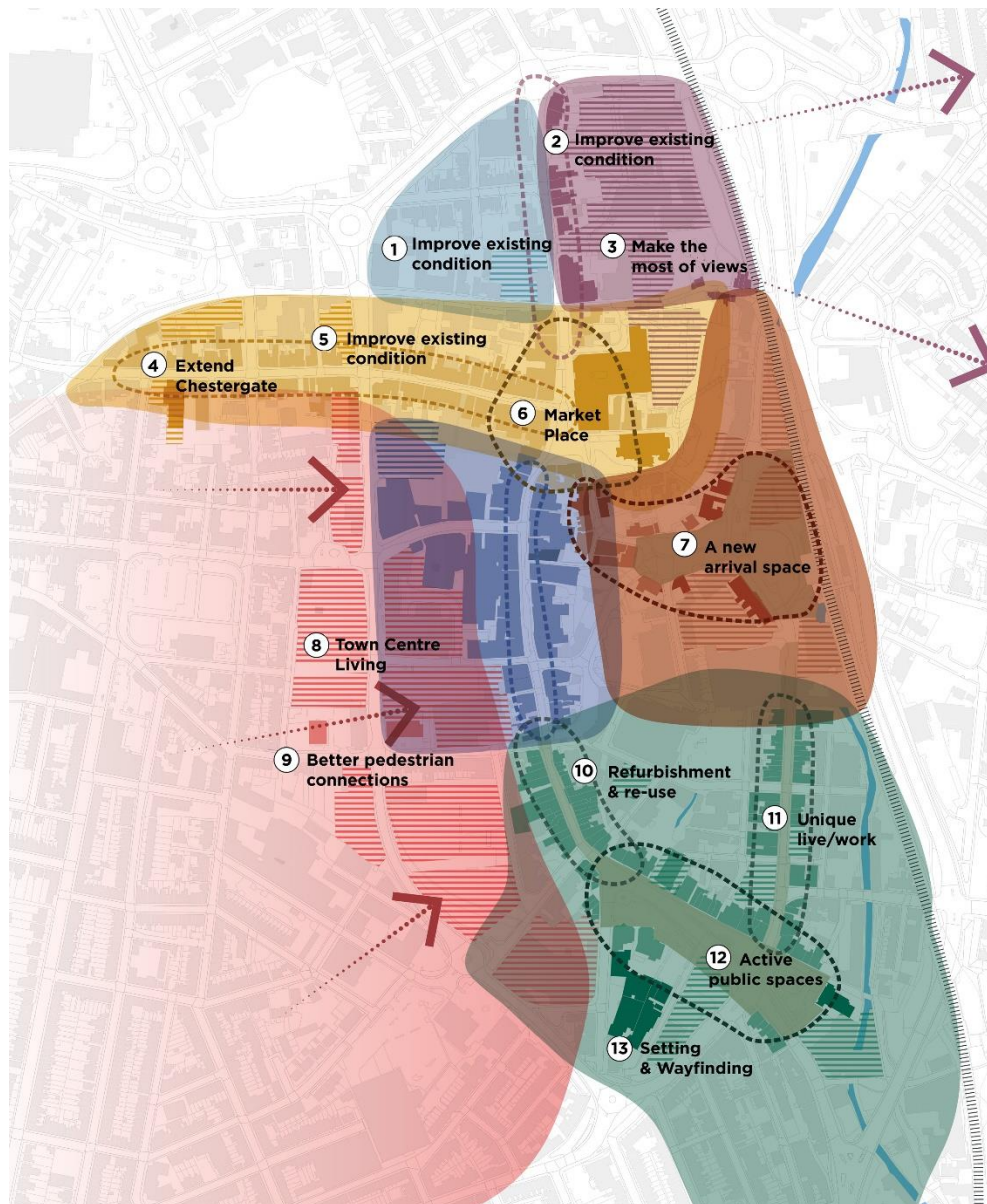 2 Improve existing
condition
1 Improve existing
condition
3 Make the
most of views
5 Improve existing
condition
4 Extend
Chestergate
6 Market
Place
7 A new
arrival space
8 Town Centre
Living
9 Better pedestrian
connections
10 Refurbishment
& re-use
11 Unique
live/work
12 Active
public spaces
13 Setting
& Wayfinding